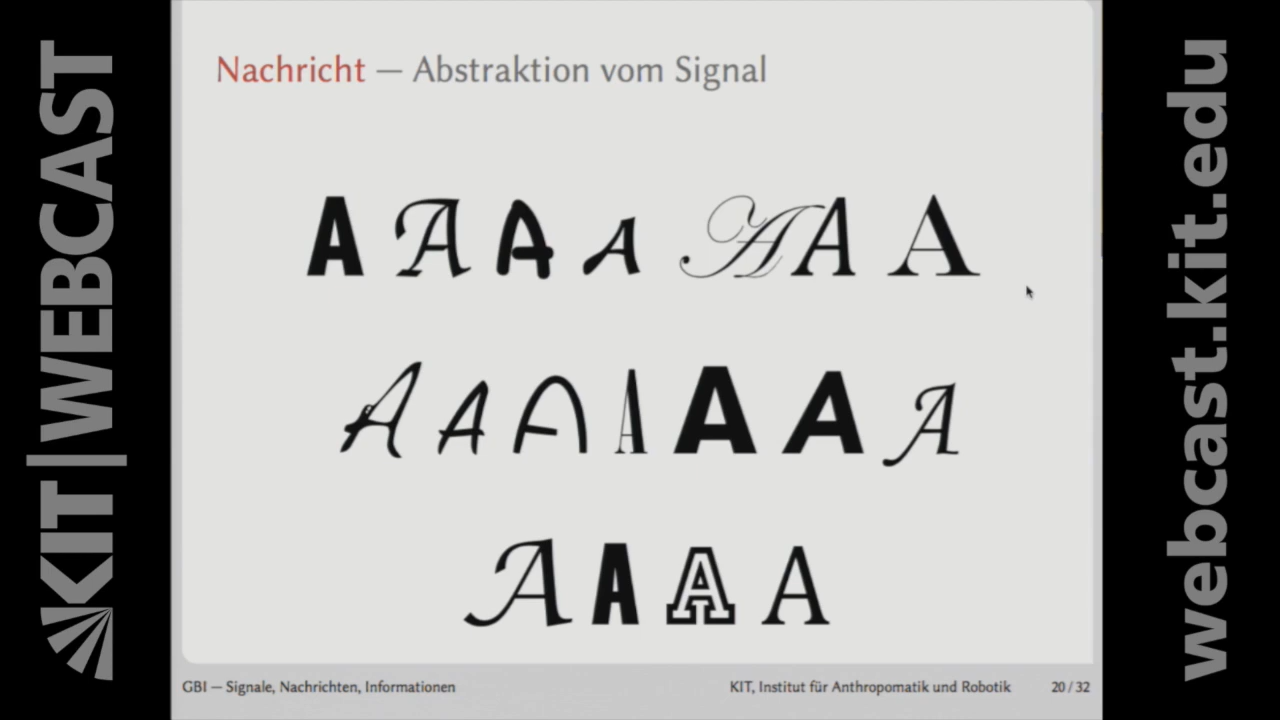 KIT|WEBCAST
Nachricht — Abstraktion vom Signal
A A A A A A A
A A A A A A A
A A A A
GBI — Signale, Nachrichten, Informationen
KIT, Institut für Anthropomatik und Robotik
20 / 32
webcast.kit.edu